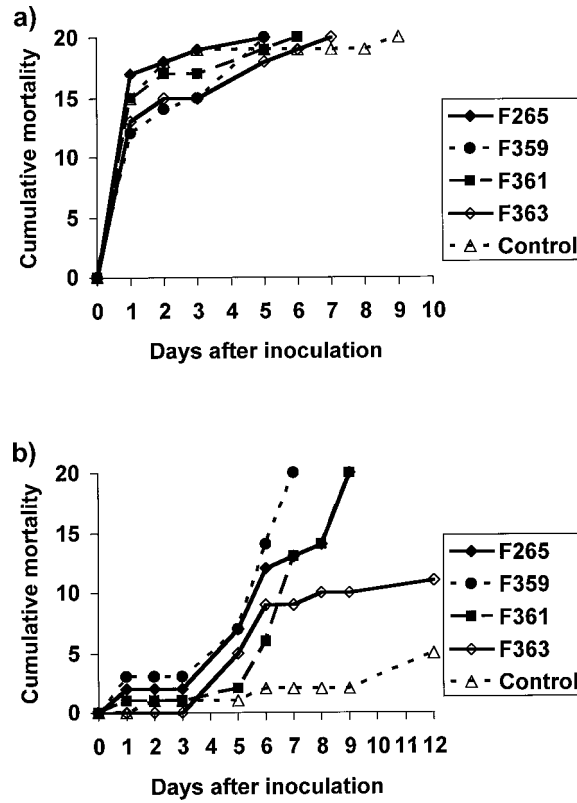 a)
Cumulative mortality
20
15
10
5
0
0 1 2 3 4 5 6 7 8 9 10
Days after inoculation
F265
F359
F361
F363
Control
b)
Cumulative mortality
20
15
10
5
0
0 1 2 3 4 5 6 7 8 9 10 11 12
Days after inoculation
F265
F359
F361
F363
Control